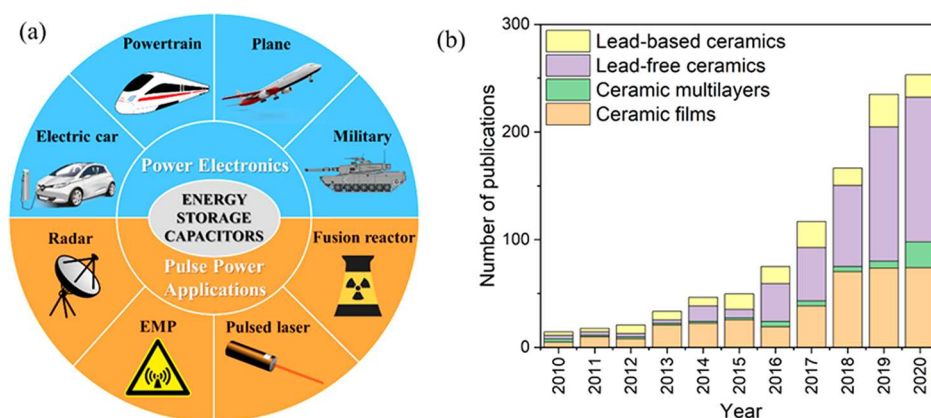 (a)
Powertrain
Plane
Electric car
Military
Power Electronics
ENERGY
STORAGE
CAPACITORS
Radar
Fusion reactor
Pulse Power
Applications
EMP
Pulsed laser
(b)
300
200
100
0
Number of publications
Lead-based ceramics
Lead-free ceramics
Ceramic multilayers
Ceramic films
2010
2011
2012
2013
2014
2015
2016
2017
2018
2019
2020
Year